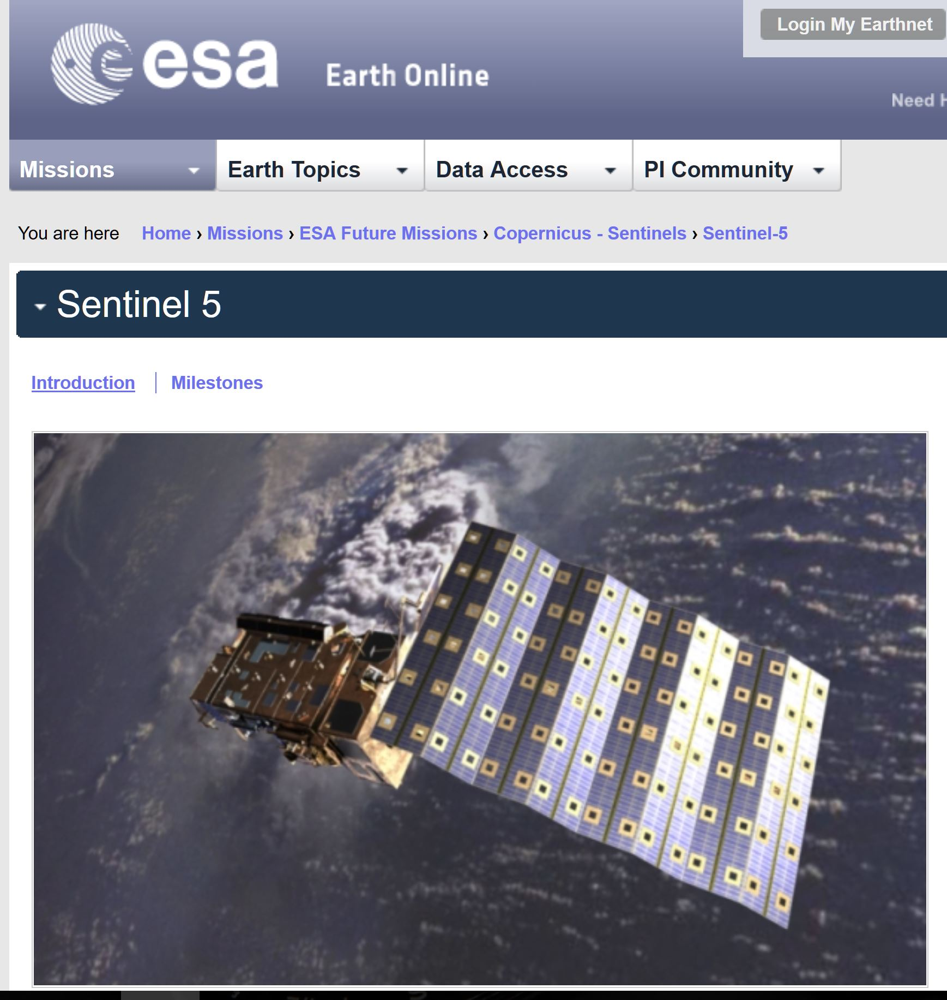 esa
Earth Online
Login My Earthnet
Need
Missions
Earth Topics
Data Access
PI Community
You are here Home › Missions › ESA Future Missions › Copernicus - Sentinels › Sentinel-5
Sentinel 5
Introduction
Milestones